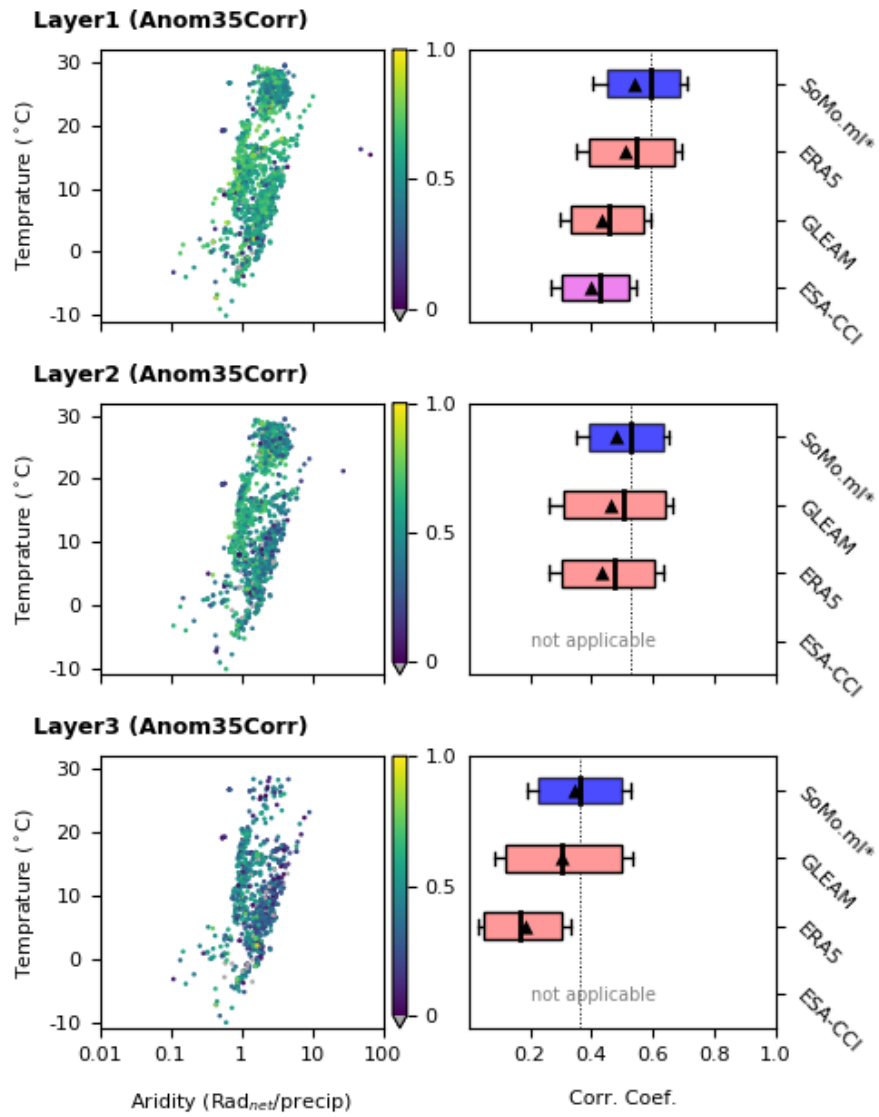 Layer1 (Anom35Corr)
30
20
10
0
-10
Temprature (°C)
1.0
0.5
0
SoMo.ml*
ERA5
GLEAM
ESA-CCI
Layer2 (Anom35Corr)
30
20
10
0
-10
Temprature (°C)
1.0
0.5
0
SoMo.ml*
GLEAM
ERA5
ESA-CCI
not applicable
Layer3 (Anom35Corr)
30
20
10
0
-10
Temprature (°C)
1.0
0.5
0
SoMo.ml*
GLEAM
ERA5
ESA-CCI
not applicable
0.01 0.1 1 10 100
Aridity (Radnet/precip)
0.2 0.4 0.6 0.8 1.0
Corr. Coef.